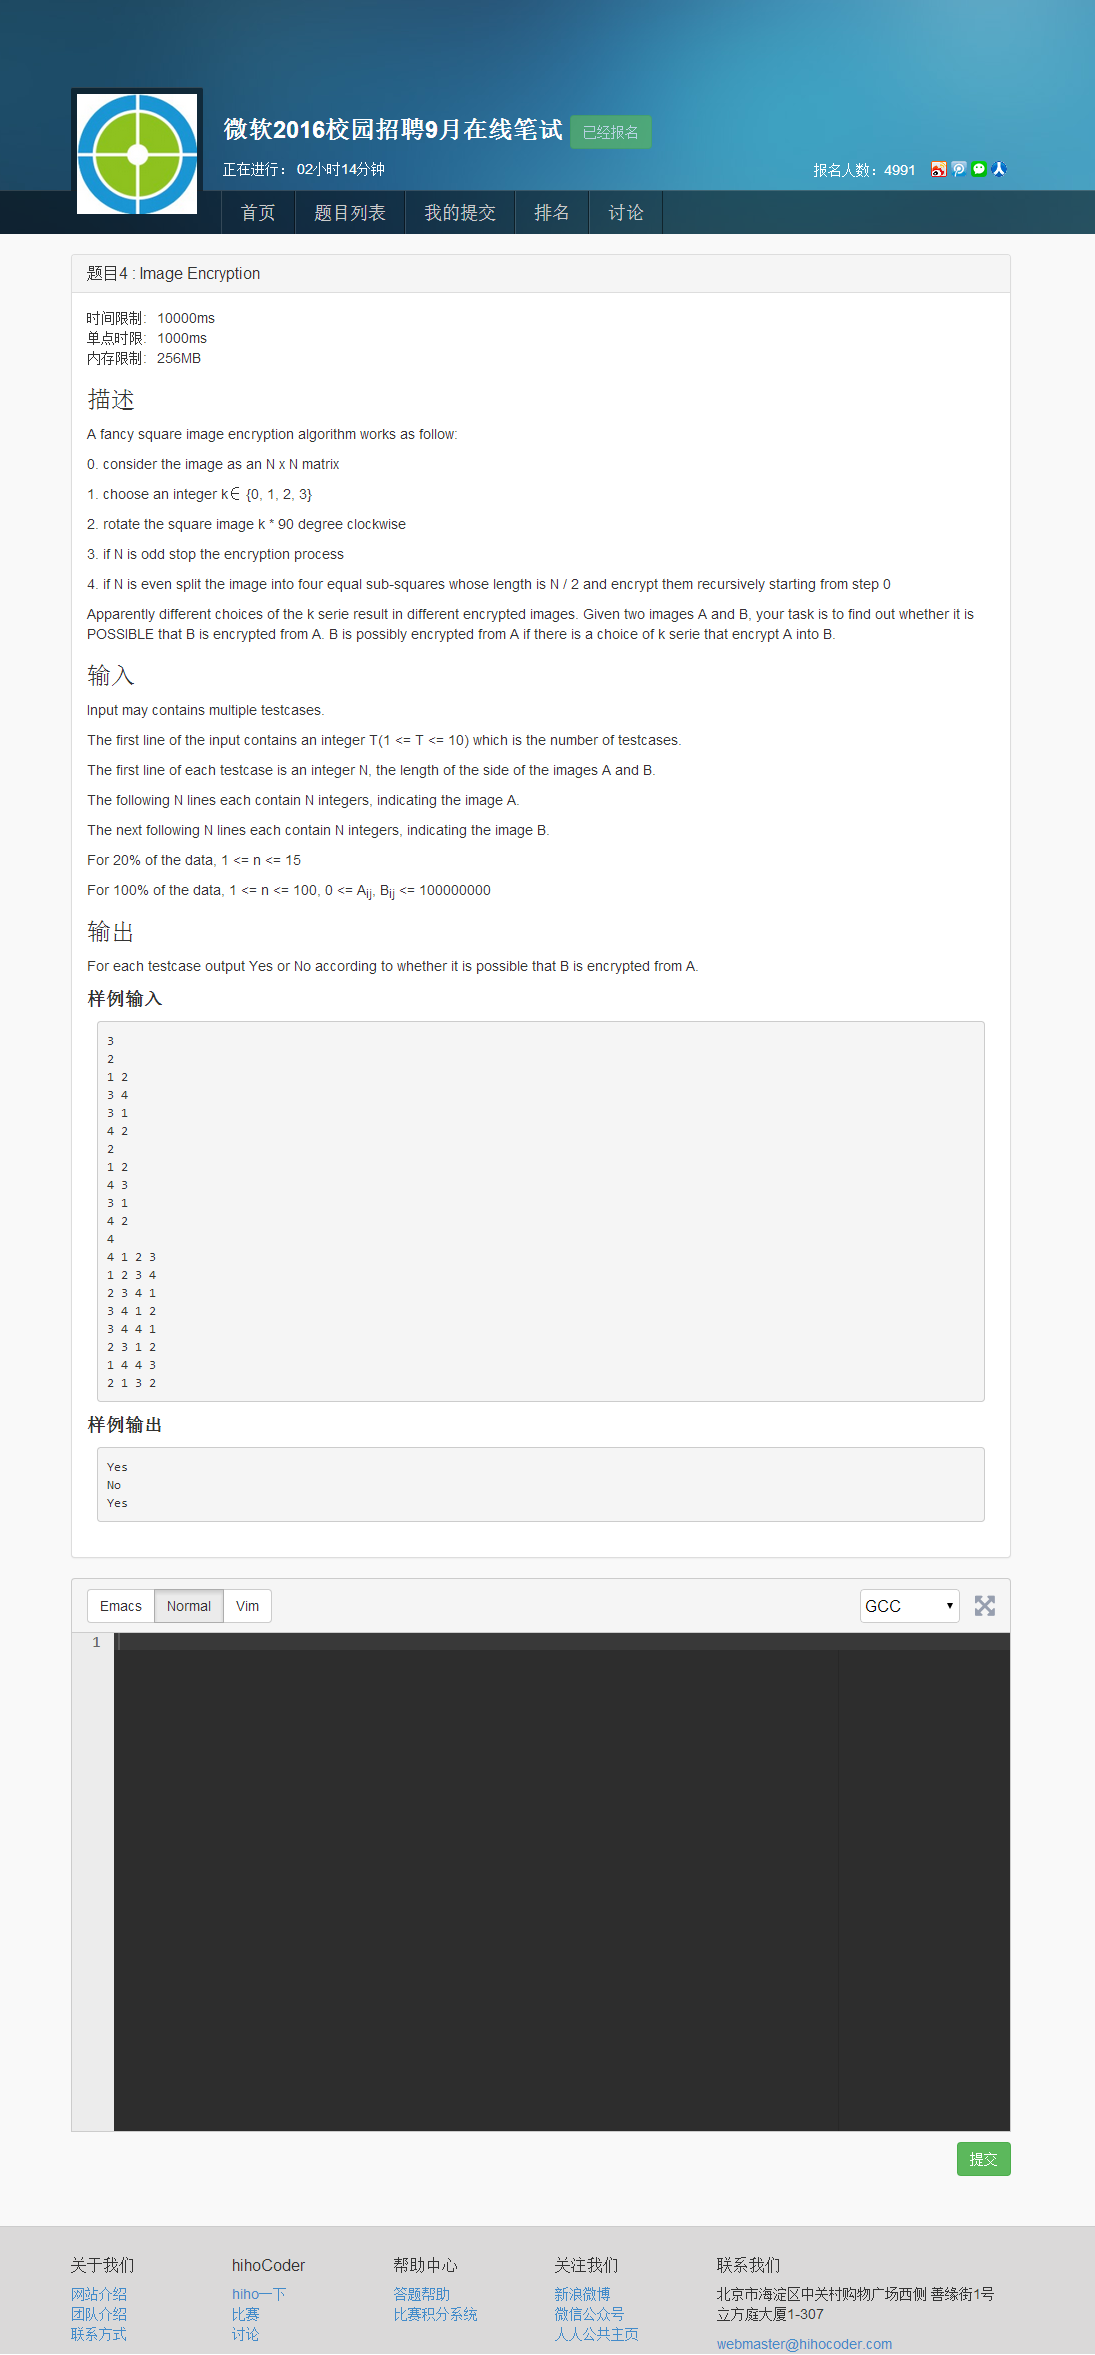 微软2016校园招聘9月在线笔试 已经报名
正在进行： 02小时14分钟 报名人数：4991
首页 题目列表 我的提交 排名 讨论
题目4 : Image Encryption
时间限制: 10000ms
单点时限: 1000ms
内存限制: 256MB
描述
A fancy square image encryption algorithm works as follow:
0. consider the image as an N x N matrix
1. choose an integer k∈ {0, 1, 2, 3}
2. rotate the square image k * 90 degree clockwise
3. if N is odd stop the encryption process
4. if N is even split the image into four equal sub-squares whose length is N / 2 and encrypt them recursively starting from step 0
Apparently different choices of the k serie result in different encrypted images. Given two images A and B, your task is to find out whether it is
POSSIBLE that B is encrypted from A. B is possibly encrypted from A if there is a choice of k serie that encrypt A into B.
输入
Input may contains multiple testcases.
The first line of the input contains an integer T(1 <= T <= 10) which is the number of testcases.
The first line of each testcase is an integer N, the length of the side of the images A and B.
The following N lines each contain N integers, indicating the image A.
The next following N lines each contain N integers, indicating the image B.
For 20% of the data, 1 <= n <= 15
For 100% of the data, 1 <= n <= 100, 0 <= Aij, Bij <= 100000000
输出
For each testcase output Yes or No according to whether it is possible that B is encrypted from A.
样例输入
3
2
1 2
3 4
3 1
4 2
2
1 2
4 3
3 1
4 2
4
4 1 2 3
1 2 3 4
2 3 4 1
3 4 1 2
3 4 4 1
2 3 1 2
1 4 4 3
2 1 3 2
样例输出
Yes
No
Yes
Emacs Normal Vim GCC
1
提交
关于我们 hihoCoder 帮助中心 关注我们 联系我们
网站介绍 hiho一下 答题帮助 新浪微博 北京市海淀区中关村购物广场西侧 善缘街1号
团队介绍 比赛 比赛积分系统 微信公众号 立方庭大厦1-307
联系方式 讨论 人人公共主页
webmaster@hihocoder.com